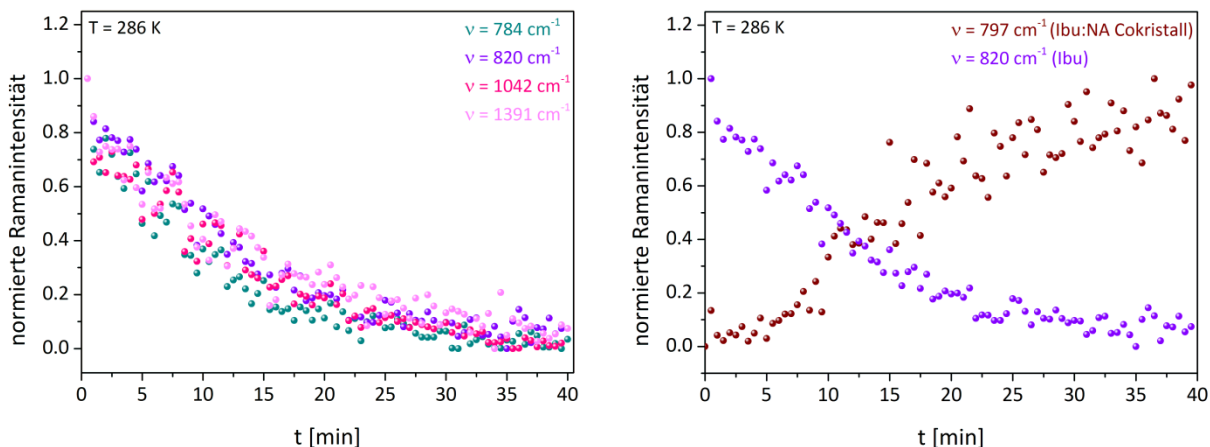 T = 286 K
ν = 784 cm⁻¹
ν = 820 cm⁻¹
ν = 1042 cm⁻¹
ν = 1391 cm⁻¹
normierte Ramanintensität
1.2
1.0
0.8
0.6
0.4
0.2
0.0
0 5 10 15 20 25 30 35 40
t [min]
T = 286 K
ν = 797 cm⁻¹ (Ibu:NA Cokristall)
ν = 820 cm⁻¹ (Ibu)
normierte Ramanintensität
1.2
1.0
0.8
0.6
0.4
0.2
0.0
0 5 10 15 20 25 30 35 40
t [min]